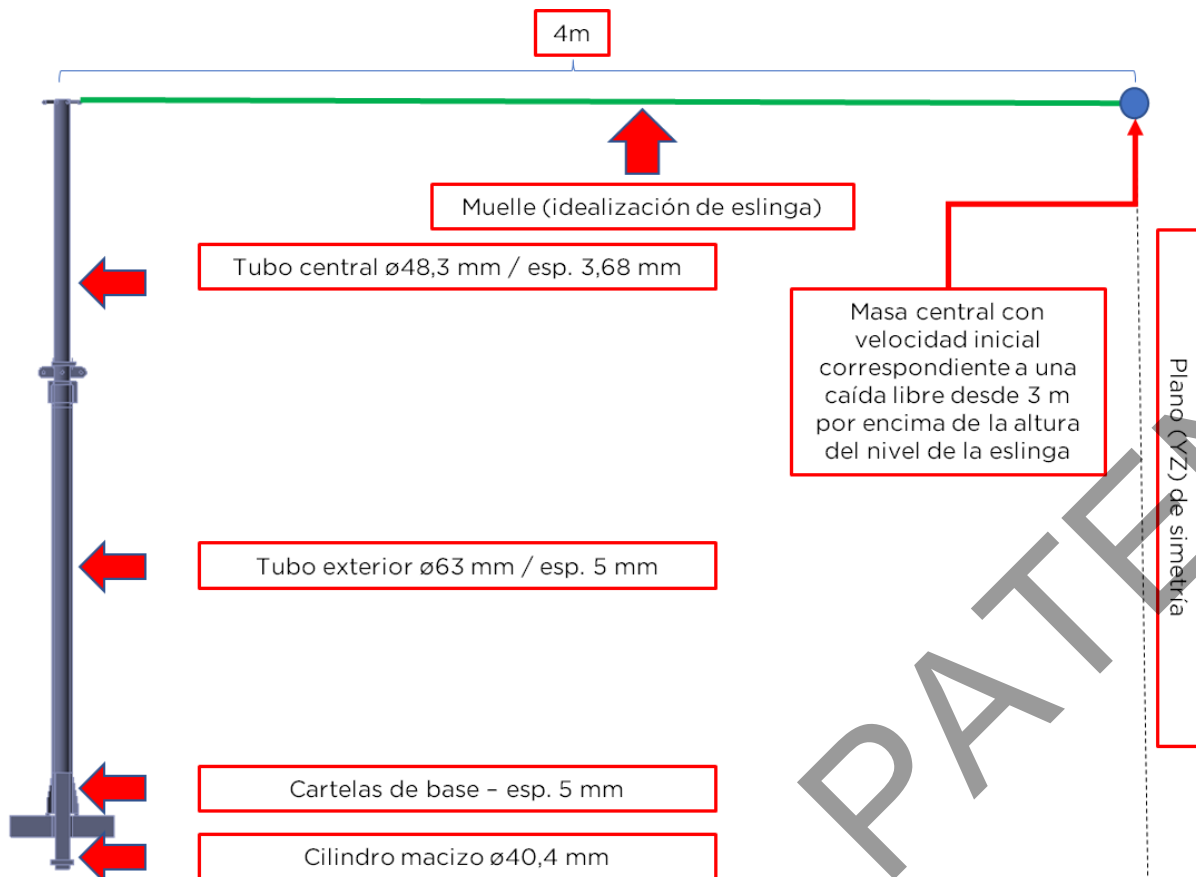 4m
Muelle (idealización de eslinga)
Tubo central ø48,3 mm / esp. 3,68 mm
Masa central con
velocidad inicial
correspondiente a una
caída libre desde 3 m
por encima de la altura
del nivel de la eslinga
Plano (YZ) de simetría
Tubo exterior ø63 mm / esp. 5 mm
Cartelas de base – esp. 5 mm
Cilindro macizo ø40,4 mm
PATEN